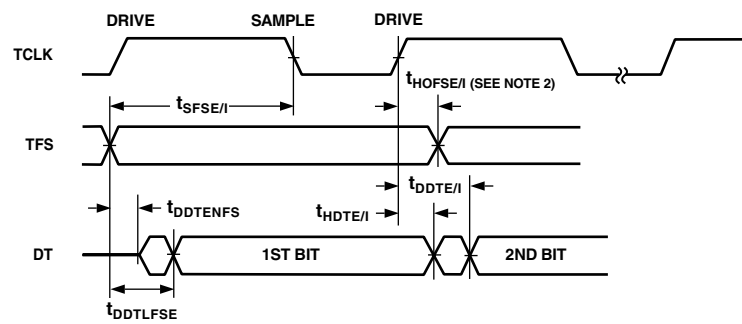 DRIVE SAMPLE DRIVE
TCLK
tHOFSE/I (SEE NOTE 2)
tSFSE/I
TFS
tDDTE/I
tDDTENFS
tHDTE/I
DT
1ST BIT
2ND BIT
tDDTLFSE